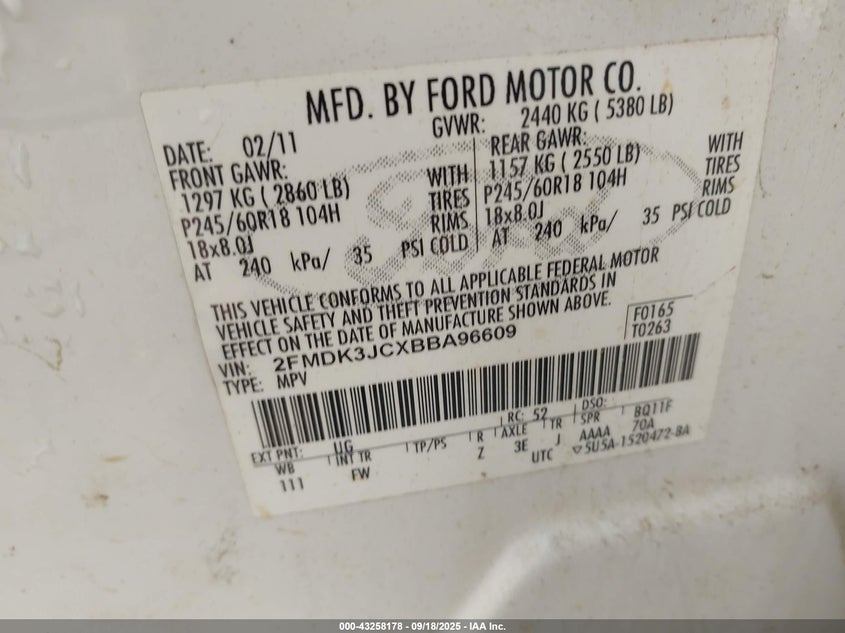 MFD. BY FORD MOTOR CO.
DATE: 02/11
GVWR: 2440 KG ( 5380 LB)
FRONT GAWR:
1297 KG ( 2860 LB)
P245/60R18 104H
18x8.0J
AT 240 kPa/ 35 PSI COLD
WITH
TIRES
RIMS
REAR GAWR:
1157 KG ( 2550 LB)
P245/60R18 104H
18x8.0J
AT 240 kPa/ 35 PSI COLD
WITH
TIRES
RIMS
THIS VEHICLE CONFORMS TO ALL APPLICABLE FEDERAL MOTOR
VEHICLE SAFETY AND THEFT PREVENTION STANDARDS IN
EFFECT ON THE DATE OF MANUFACTURE SHOWN ABOVE.
VIN: 2FMDK3JCXBBA96609
TYPE: MPV
F0165
T0263
EXT PNT: UG RC: 52 DSO: BQ11F
WB INT TR TP/PS R AXLE TR SPR
111 FW Z 3E J AAAA 70A
UTC ▽5U5A-1520472-BA
000-43258178 - 09/18/2025 - IAA Inc.